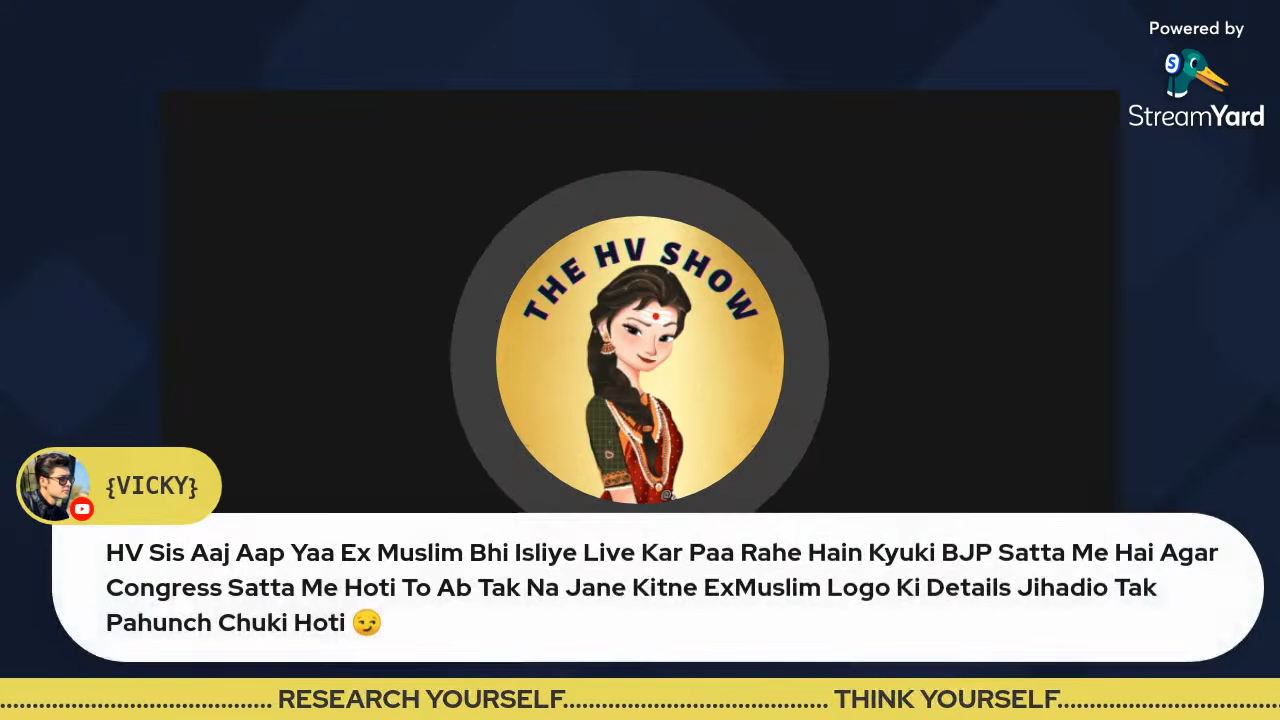 Powered by
StreamYard
THE HV SHOW
{VICKY}
HV Sis Aaj Aap Yaa Ex Muslim Bhi Isliye Live Kar Paa Rahe Hain Kyuki BJP Satta Me Hai Agar
Congress Satta Me Hoti To Ab Tak Na Jane Kitne ExMuslim Logo Ki Details Jihadio Tak
Pahunch Chuki Hoti 😏
.......................................... RESEARCH YOURSELF......................................... THINK YOURSELF..................................